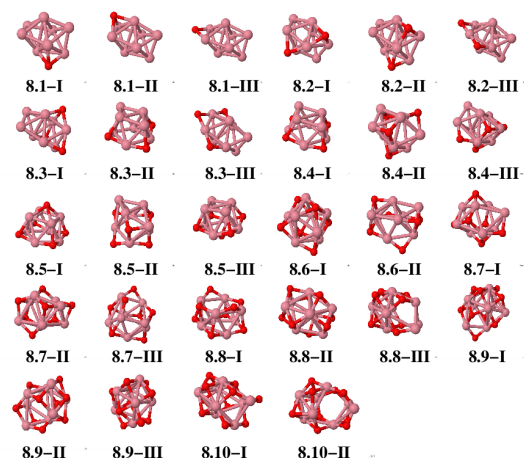 8.1–I 8.1–II 8.1–III 8.2–I 8.2–II 8.2–III
8.3–I 8.3–II 8.3–III 8.4–I 8.4–II 8.4–III
8.5–I 8.5–II 8.5–III 8.6–I 8.6–II 8.7–I
8.7–II 8.7–III 8.8–I 8.8–II 8.8–III 8.9–I
8.9–II 8.9–III 8.10–I 8.10–II